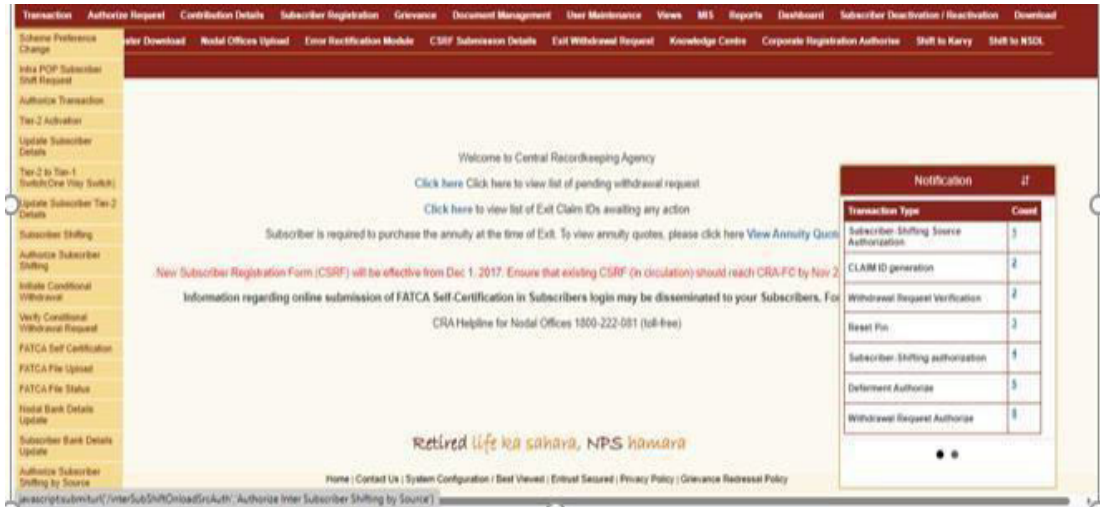 Transaction Authorize Request Contribution Details Subscriber Registration Grievance Document Management User Maintenance Views MIS Reports Dashboard Subscriber Deactivation / Reactivation Download
Download Nodal Offices Upload Error Rectification Module CSRF Submission Details Exit Withdrawal Request Knowledge Centre Corporate Registration Authorise Shift to Karvy Shift to NSDL
Scheme Preference
Change
Intra POP Subscriber
Shift Request
Authorize Transaction
Tier-2 Activation
Update Subscriber
Details
Tier-2 to Tier-1
Switch(One Way Switch)
Update Subscriber Tier-2
Details
Subscriber Shifting
Authorize Subscriber
Shifting
Initiate Conditional
Withdrawal
Verify Conditional
Withdrawal Request
FATCA Self Certification
FATCA File Upload
FATCA File Status
Nodal Bank Details
Update
Subscriber Bank Details
Update
Authorize Subscriber
Shifting by Source
Welcome to Central Recordkeeping Agency
Click here Click here to view list of pending withdrawal request
Click here to view list of Exit Claim IDs awaiting any action
Subscriber is required to purchase the annuity at the time of Exit. To view annuity quotes, please click here View Annuity Quot
New Subscriber Registration Form (CSRF) will be effective from Dec 1, 2017. Ensure that existing CSRF (in circulation) should reach CRA-FC by Nov 2
Information regarding online submission of FATCA Self-Certification in Subscribers login may be disseminated to your Subscribers. For
CRA Helpline for Nodal Offices 1800-222-081 (toll-free)
Notification
Transaction Type Count
Subscriber Shifting Source
Authorization
CLAIM ID generation 2
Withdrawal Request Verification 2
Reset Pin 3
Subscriber Shifting authorization
Deferment Authorize 5
Withdrawal Request Authorize
Retired life ka sahara, NPS hamara
Home | Contact Us | System Configuration / Best Viewed | Entrust Secured | Privacy Policy | Grievance Redressal Policy
javascript:submiturl('/interSubShiftOnloadSrcAuth','Authorize Inter Subscriber Shifting by Source')